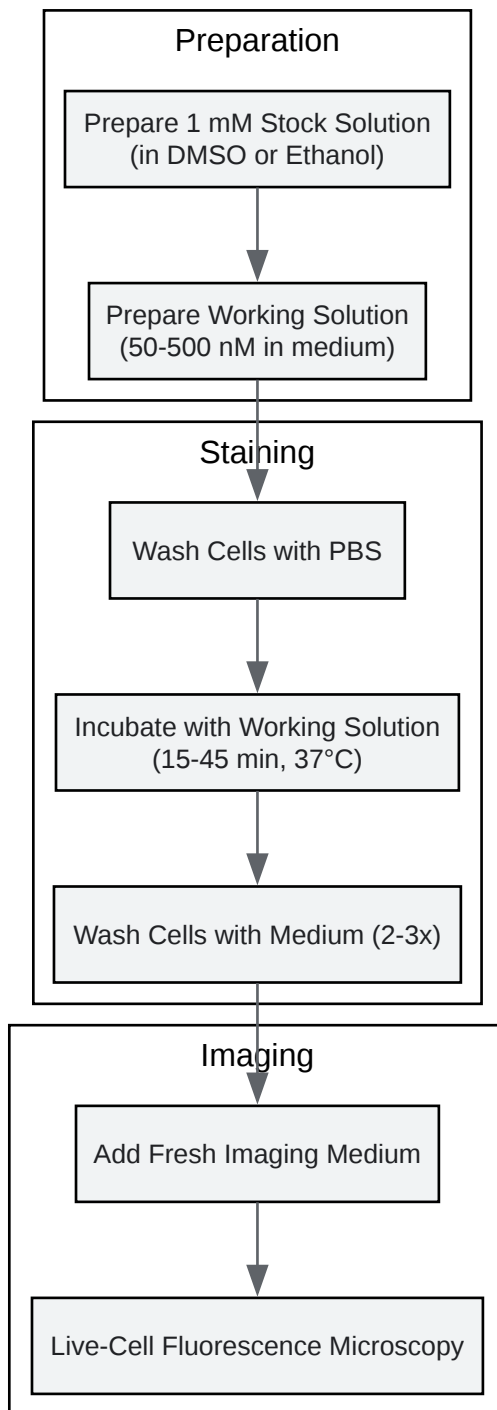 Preparation
Prepare 1 mM Stock Solution
(in DMSO or Ethanol)
Prepare Working Solution
(50-500 nM in medium)
Staining
Wash Cells with PBS
Incubate with Working Solution
(15-45 min, 37°C)
Wash Cells with Medium (2-3x)
Imaging
Add Fresh Imaging Medium
Live-Cell Fluorescence Microscopy